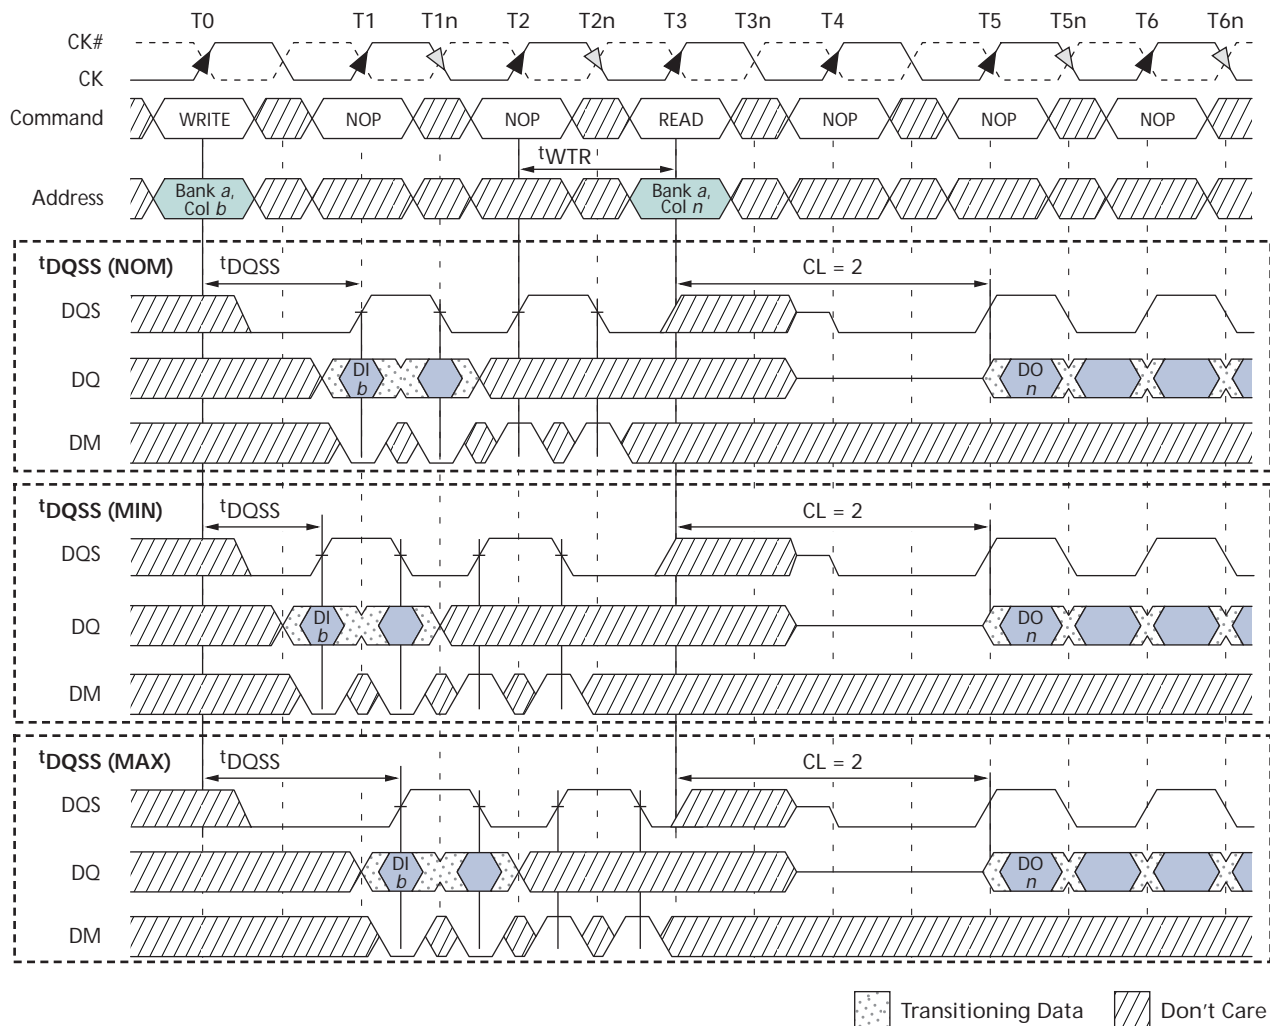 T0 T1 T1n T2 T2n T3 T3n T4 T5 T5n T6 T6n
CK#
CK
Command WRITE NOP NOP READ NOP NOP NOP
tWTR
Address Bank a, Col b Bank a, Col n
tDQSS (NOM) tDQSS CL = 2
DQS
DQ DI b DO n
DM
tDQSS (MIN) tDQSS CL = 2
DQS
DQ DI b DO n
DM
tDQSS (MAX) tDQSS CL = 2
DQS
DQ DI b DO n
DM
Transitioning Data Don't Care